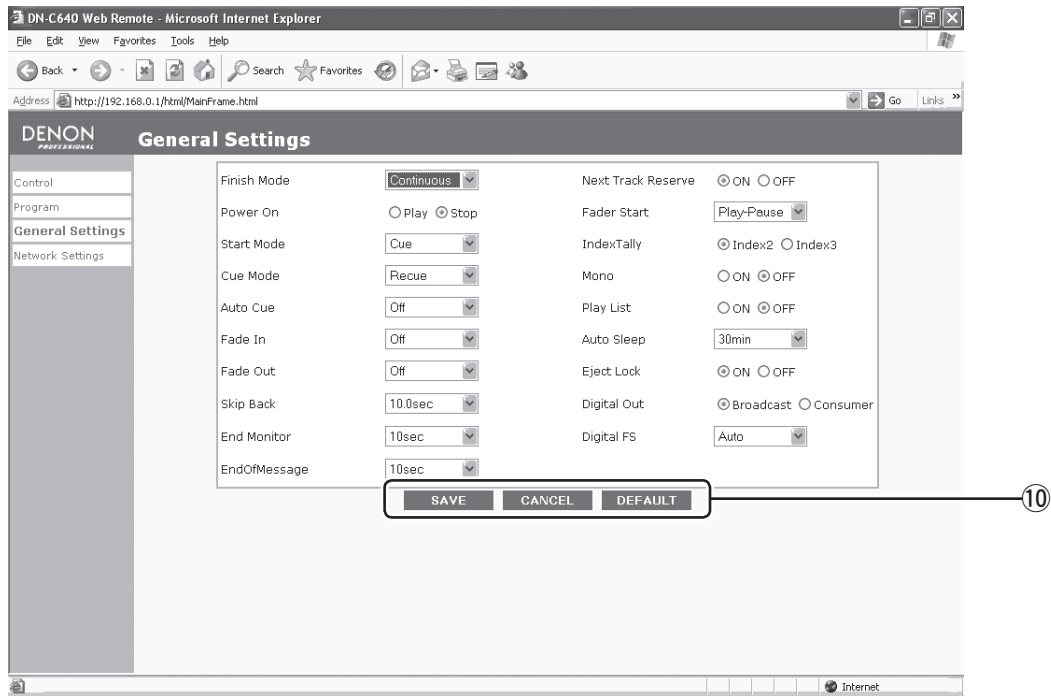 DN-C640 Web Remote - Microsoft Internet Explorer
File Edit View Favorites Tools Help
Back Search Favorites
Address http://192.168.0.1/html/MainFrame.html Go Links »
DENON
PROFESSIONAL
General Settings
Control
Program
General Settings
Network Settings
Finish Mode Continuous Next Track Reserve ON OFF
Power On Play Stop Fader Start Play-Pause
Start Mode Cue IndexTally Index2 Index3
Cue Mode Recue Mono ON OFF
Auto Cue Off Play List ON OFF
Fade In Off Auto Sleep 30min
Fade Out Off Eject Lock ON OFF
Skip Back 10.0sec Digital Out Broadcast Consumer
End Monitor 10sec Digital FS Auto
EndOfMessage 10sec
SAVE CANCEL DEFAULT ⑩
Internet